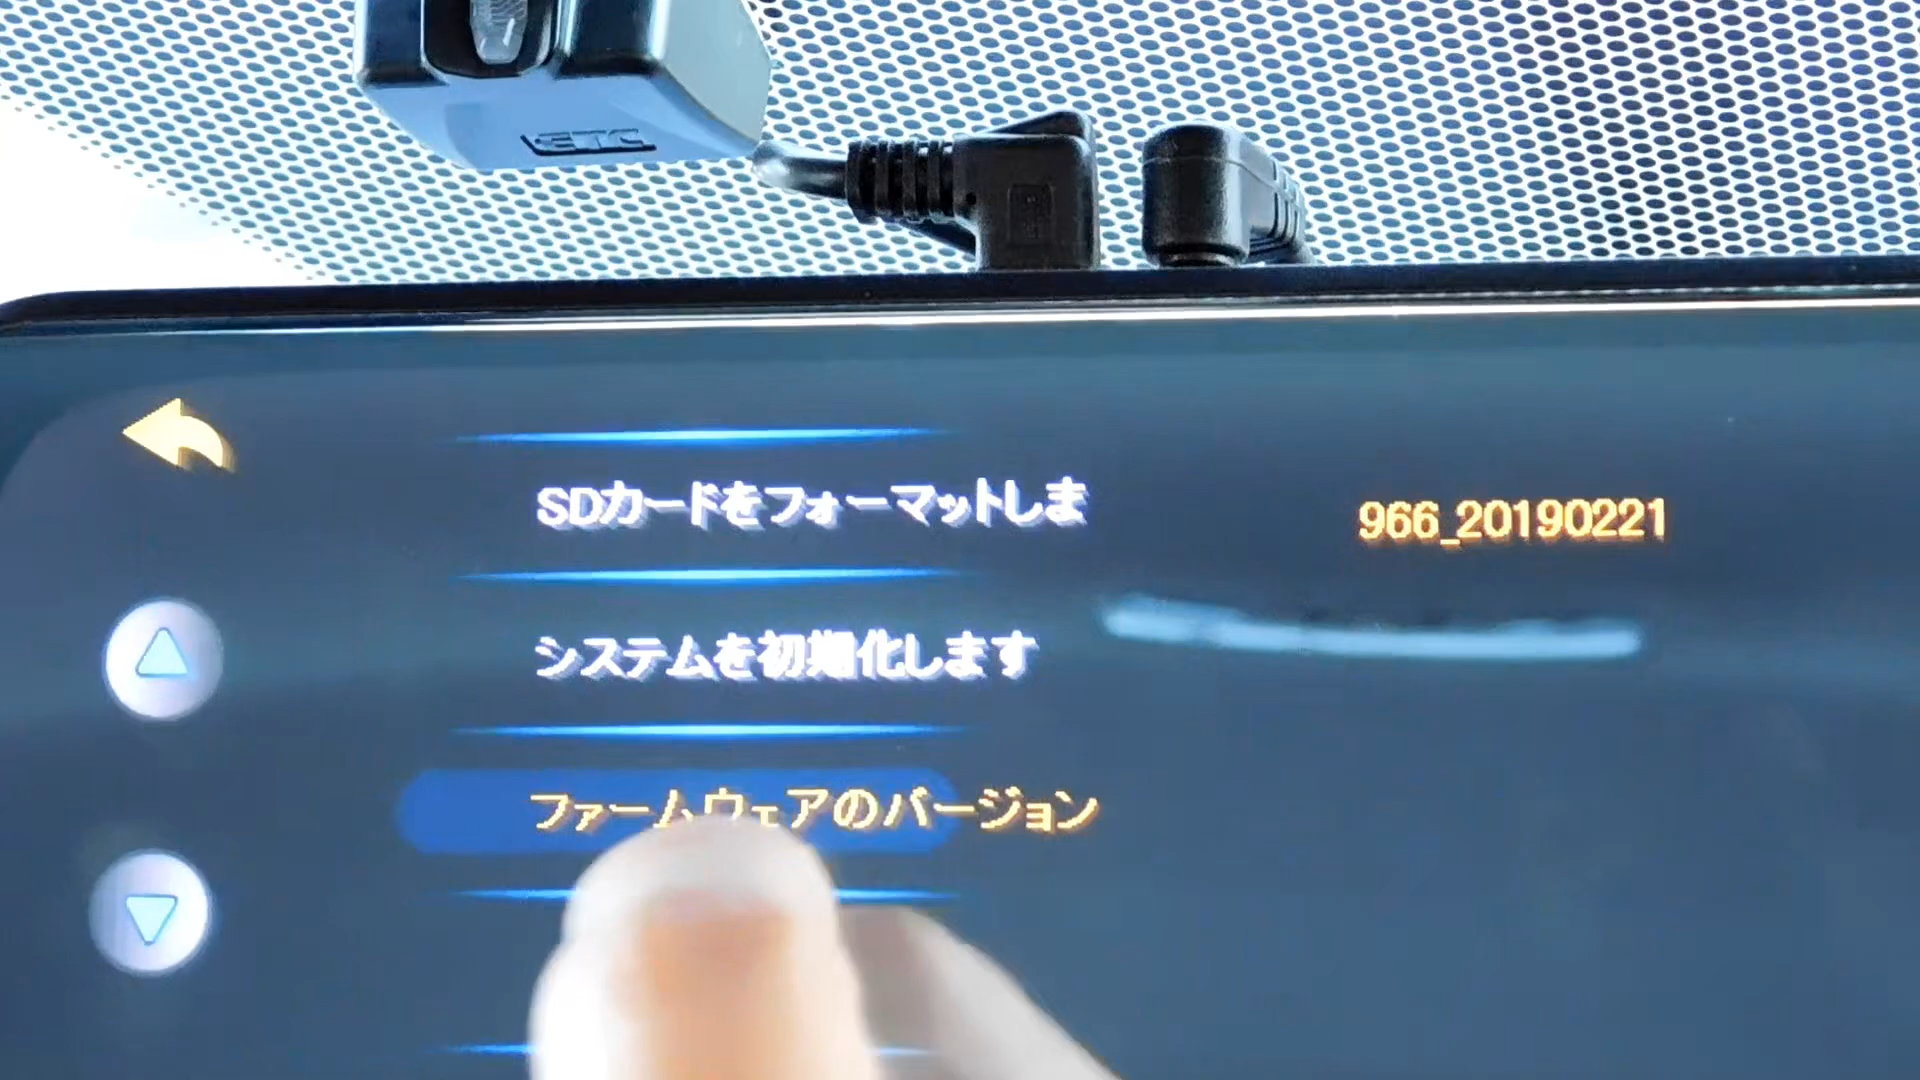 ETC
SDカードをフォーマットしま
966_20190221
システムを初期化します
ファームウェアのバージョン